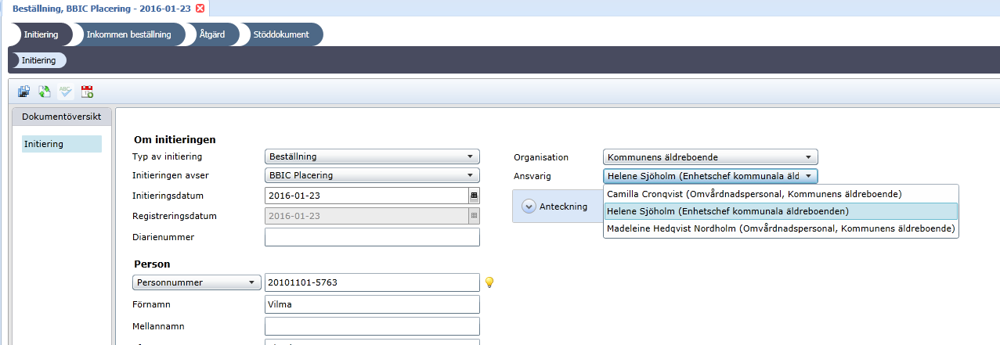 Beställning, BBIC Placering - 2016-01-23
Initiering Inkommen beställning Åtgärd Stöddokument
Initiering
ABC
Dokumentöversikt
Initiering
Om initieringen
Typ av initiering Beställning
Initieringen avser BBIC Placering
Initieringsdatum 2016-01-23
Registreringsdatum 2016-01-23
Diarienummer
Organisation Kommunens äldreboende
Ansvarig Helene Sjöholm (Enhetschef kommunala äld
Camilla Cronqvist (Omvårdnadspersonal, Kommunens äldreboende)
Helene Sjöholm (Enhetschef kommunala äldreboenden)
Madeleine Hedqvist Nordholm (Omvårdnadspersonal, Kommunens äldreboende)
Anteckning
Person
Personnummer 20101101-5763
Förnamn Vilma
Mellannamn